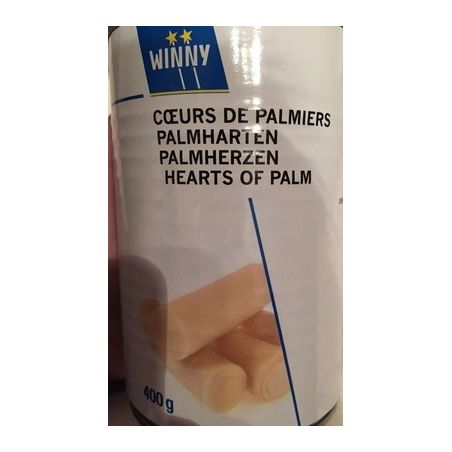 WINNY
CŒURS DE PALMIERS
PALMHARTEN
PALMHERZEN
HEARTS OF PALM
400 g